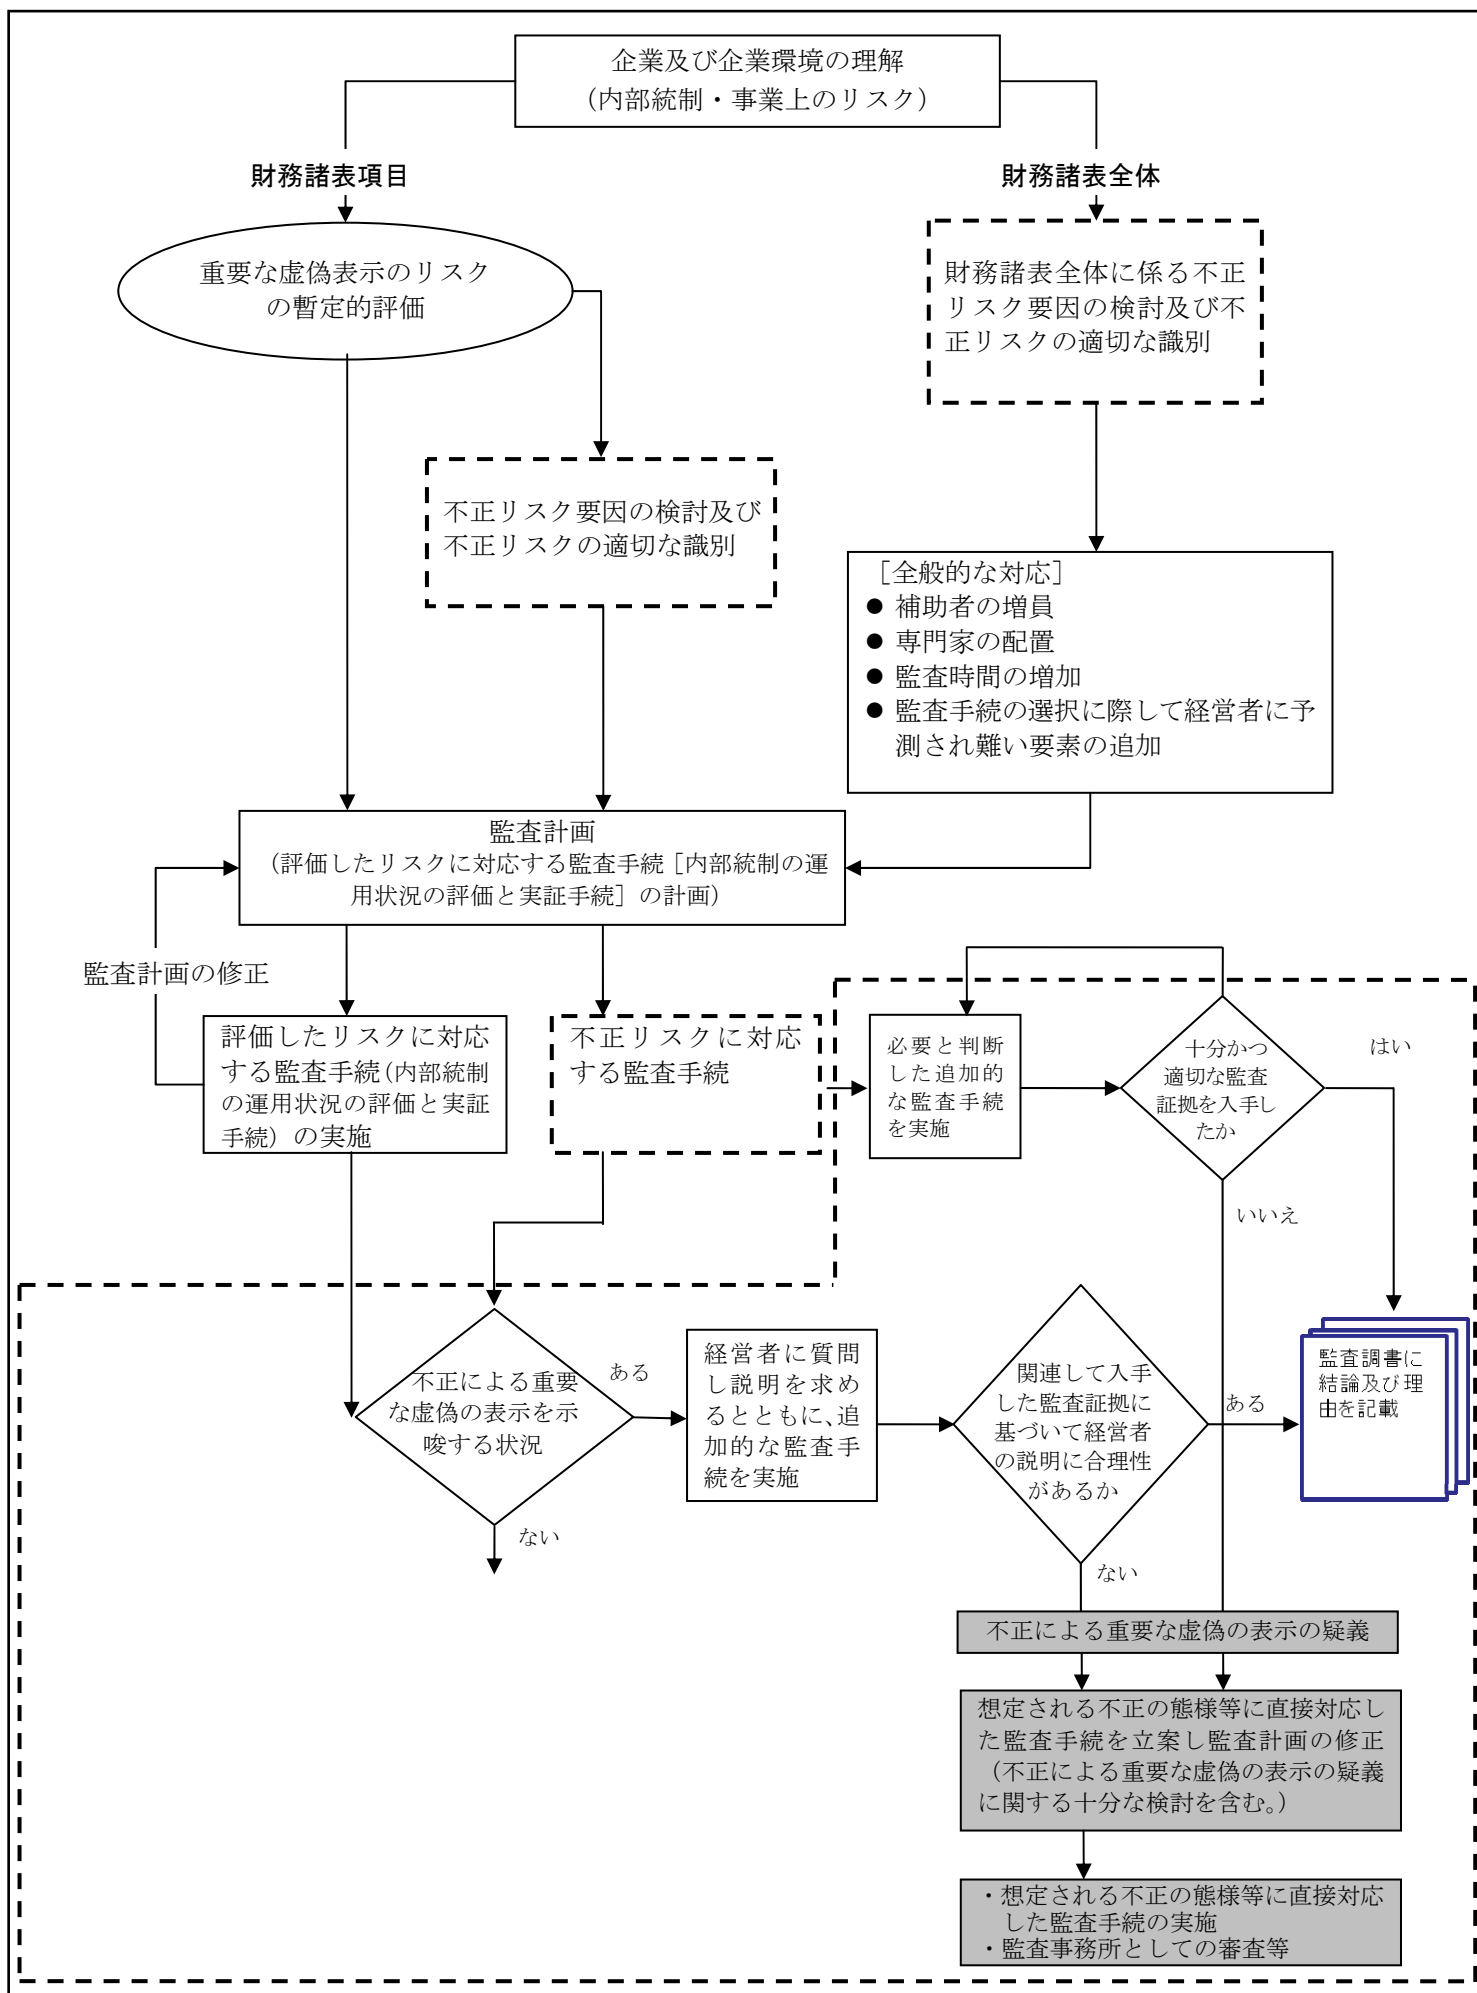 企業及び企業環境の理解
（内部統制・事業上のリスク）
財務諸表項目
財務諸表全体
重要な虚偽表示のリスク
の暫定的評価
財務諸表全体に係る不正
リスク要因の検討及び不
正リスクの適切な識別
不正リスク要因の検討及び
不正リスクの適切な識別
［全般的な対応］
● 補助者の増員
● 専門家の配置
● 監査時間の増加
● 監査手続の選択に際して経営者に予
測され難い要素の追加
監査計画
（評価したリスクに対応する監査手続［内部統制の運
用状況の評価と実証手続］の計画）
監査計画の修正
評価したリスクに対応
する監査手続（内部統制
の運用状況の評価と実証
手続）の実施
不正リスクに対応
する監査手続
必要と判断
した追加的
な監査手続
を実施
十分かつ
適切な監査
証拠を入手し
たか
はい
いいえ
不正による重要
な虚偽の表示を示
唆する状況
ある
ない
経営者に質問
し説明を求め
るとともに、追
加的な監査手
続を実施
関連して入手
した監査証拠に
基づいて経営者
の説明に合理性
があるか
ある
ない
監査調書に
結論及び理
由を記載
不正による重要な虚偽の表示の疑義
想定される不正の態様等に直接対応し
た監査手続を立案し監査計画の修正
（不正による重要な虚偽の表示の疑義
に関する十分な検討を含む。）
・想定される不正の態様等に直接対応
した監査手続の実施
・監査事務所としての審査等